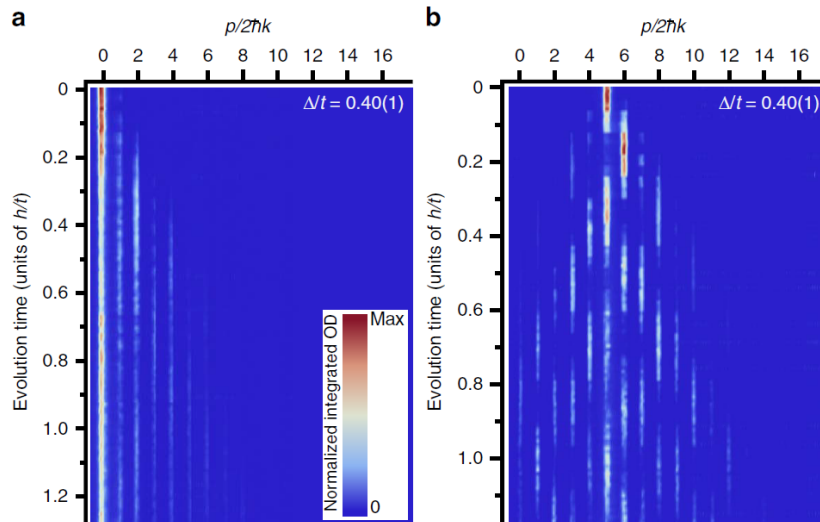 a
p/2ħk
0 2 4 6 8 10 12 14 16
Δ/t = 0.40(1)
0
0.2
0.4
0.6
0.8
1.0
1.2
Evolution time (units of h/t)
Normalized integrated OD
Max
0
b
p/2ħk
0 2 4 6 8 10 12 14 16
Δ/t = 0.40(1)
0
0.2
0.4
0.6
0.8
1.0
Evolution time (units of h/t)